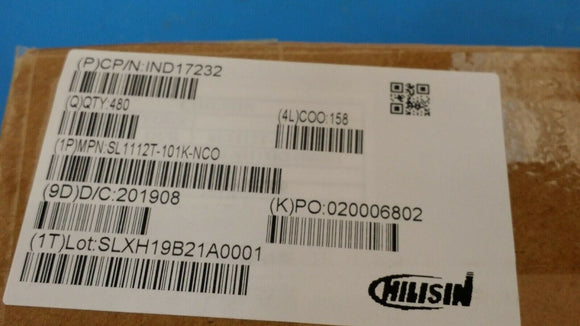 (P)CP/N:IND17232
(Q)QTY:480
(4L)COO:158
(1P)MPN:SL1112T-101K-NCO
(9D)D/C:201908
(K)PO:020006802
(1T)Lot:SLXH19B21A0001
CHILISIN